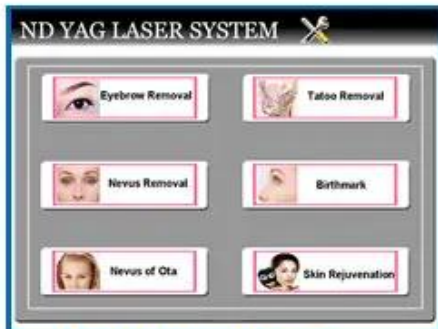 ND YAG LASER SYSTEM
Eyebrow Removal
Tatoo Removal
Nevus Removal
Birthmark
Nevus of Ota
Skin Rejuvenation